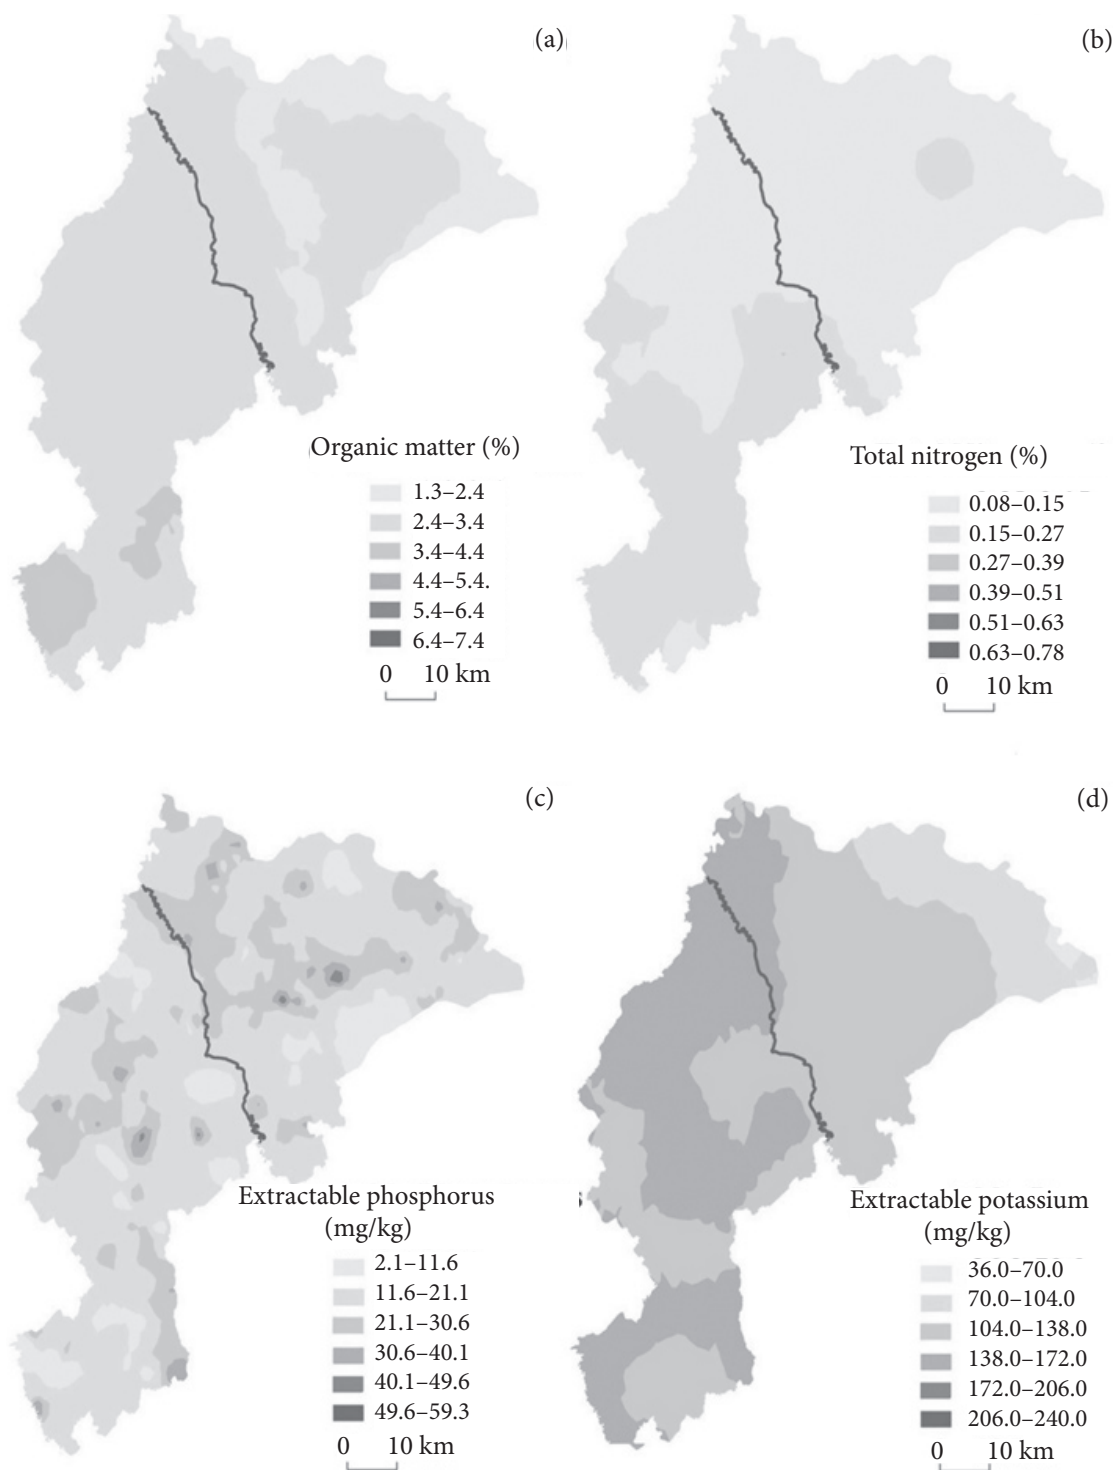 (a)
Organic matter (%)
1.3–2.4
2.4–3.4
3.4–4.4
4.4–5.4.
5.4–6.4
6.4–7.4
0 10 km
(b)
Total nitrogen (%)
0.08–0.15
0.15–0.27
0.27–0.39
0.39–0.51
0.51–0.63
0.63–0.78
0 10 km
(c)
Extractable phosphorus
(mg/kg)
2.1–11.6
11.6–21.1
21.1–30.6
30.6–40.1
40.1–49.6
49.6–59.3
0 10 km
(d)
Extractable potassium
(mg/kg)
36.0–70.0
70.0–104.0
104.0–138.0
138.0–172.0
172.0–206.0
206.0–240.0
0 10 km